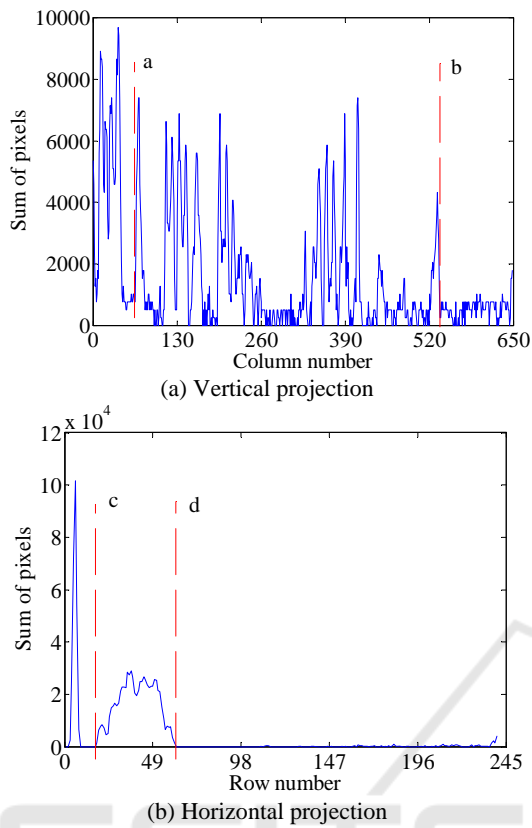 10000
a
b
8000
6000
4000
2000
0
Sum of pixels
0 130 260 390 520 650
Column number
(a) Vertical projection
x 10^4
12
c
d
10
8
6
4
2
0
Sum of pixels
0 49 98 147 196 245
Row number
(b) Horizontal projection